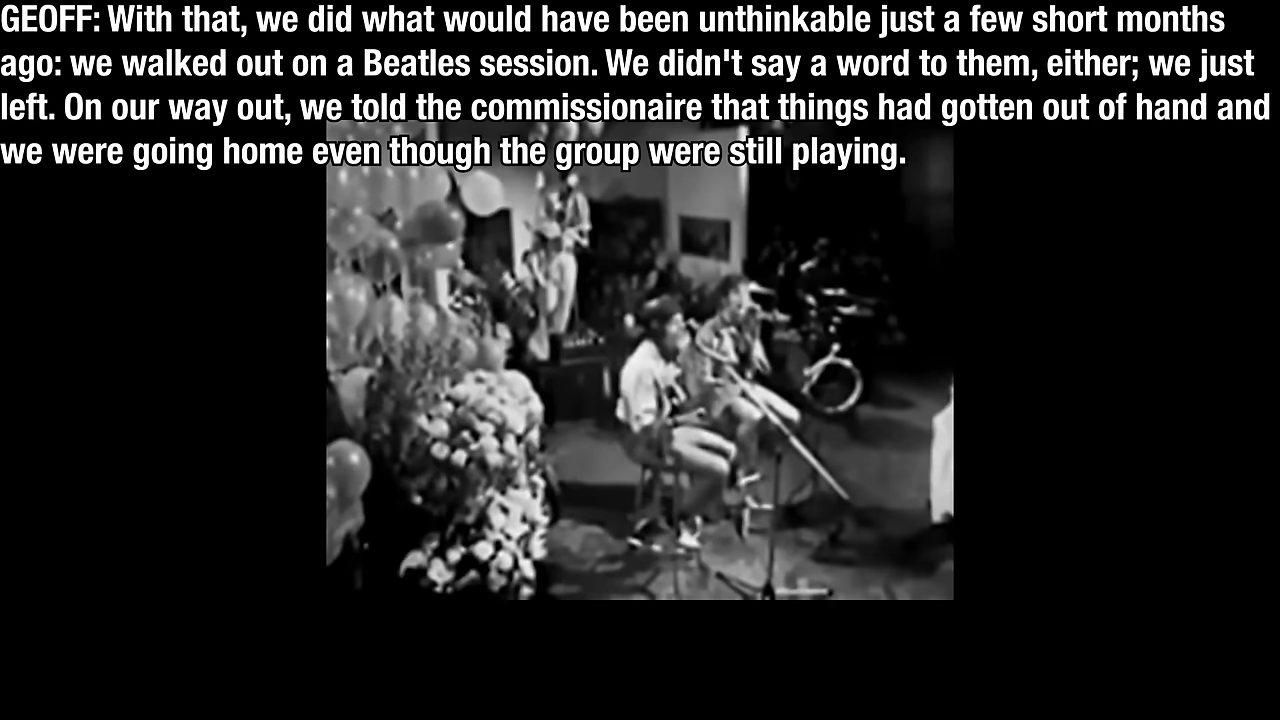 GEOFF: With that, we did what would have been unthinkable just a few short months
ago: we walked out on a Beatles session. We didn't say a word to them, either; we just
left. On our way out, we told the commissionaire that things had gotten out of hand and
we were going home even though the group were still playing.